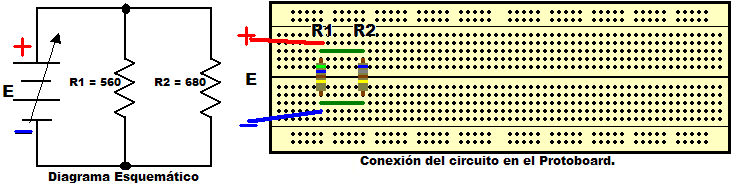 +
E
R1 = 560
R2 = 680
−
Diagrama Esquemático
+
R1 R2
E
−
Conexión del circuito en el Protoboard.